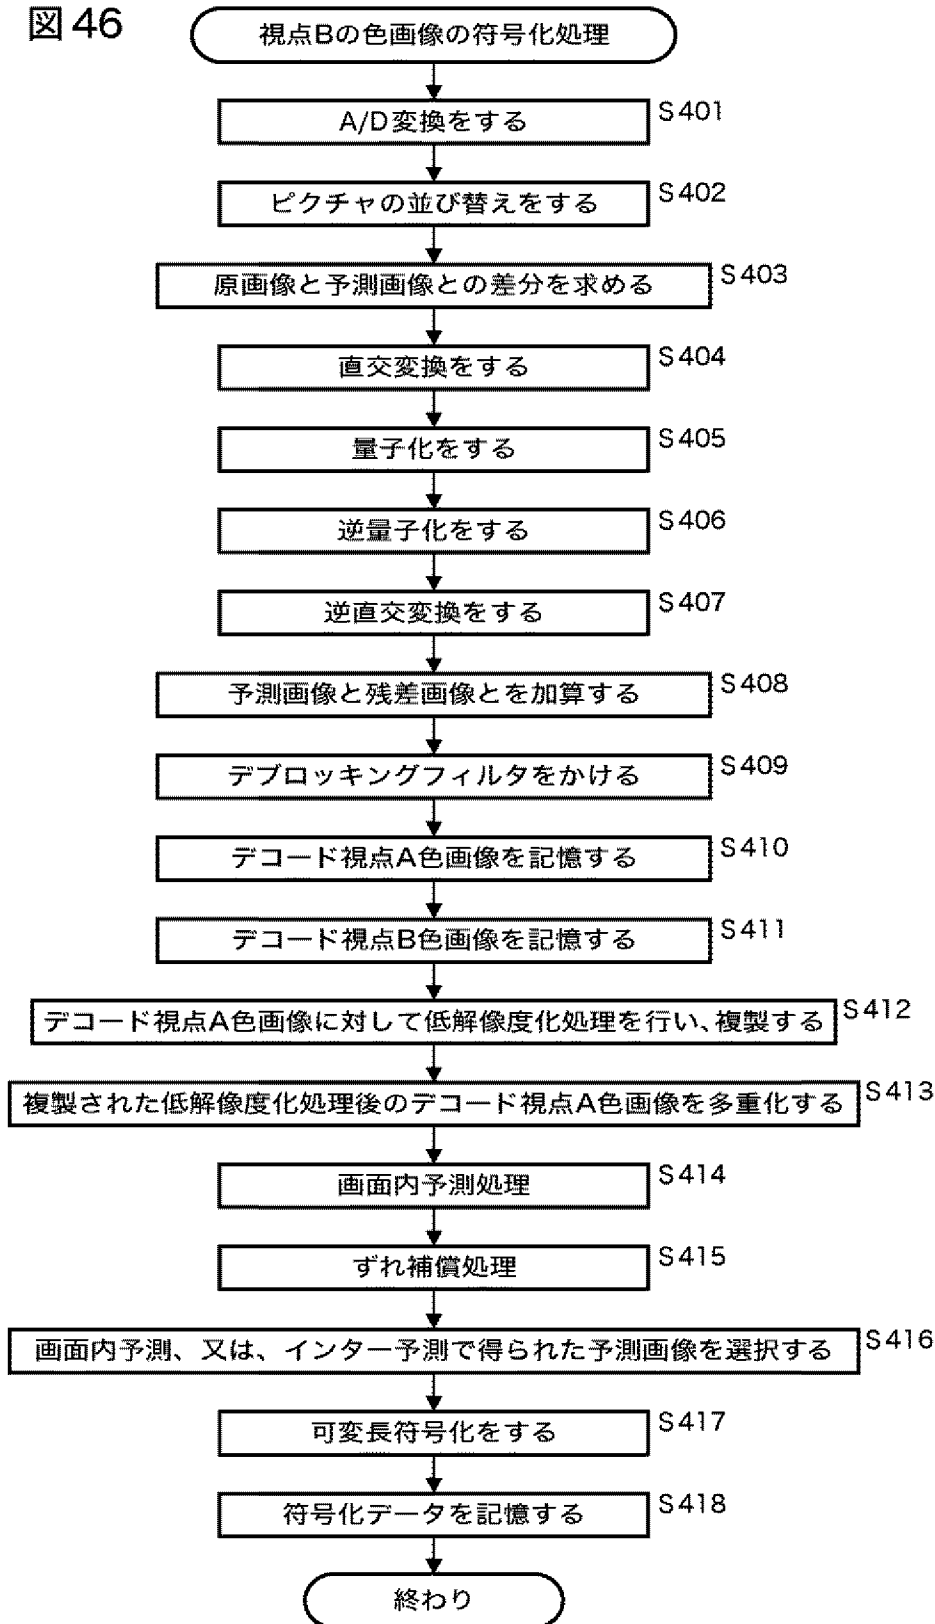 図46
視点Bの色画像の符号化処理
A/D変換をする S401
ピクチャの並び替えをする S402
原画像と予測画像との差分を求める S403
直交変換をする S404
量子化をする S405
逆量子化をする S406
逆直交変換をする S407
予測画像と残差画像とを加算する S408
デブロッキングフィルタをかける S409
デコード視点A色画像を記憶する S410
デコード視点B色画像を記憶する S411
デコード視点A色画像に対して低解像度化処理を行い、複製する S412
複製された低解像度化処理後のデコード視点A色画像を多重化する S413
画面内予測処理 S414
ずれ補償処理 S415
画面内予測、又は、インター予測で得られた予測画像を選択する S416
可変長符号化をする S417
符号化データを記憶する S418
終わり